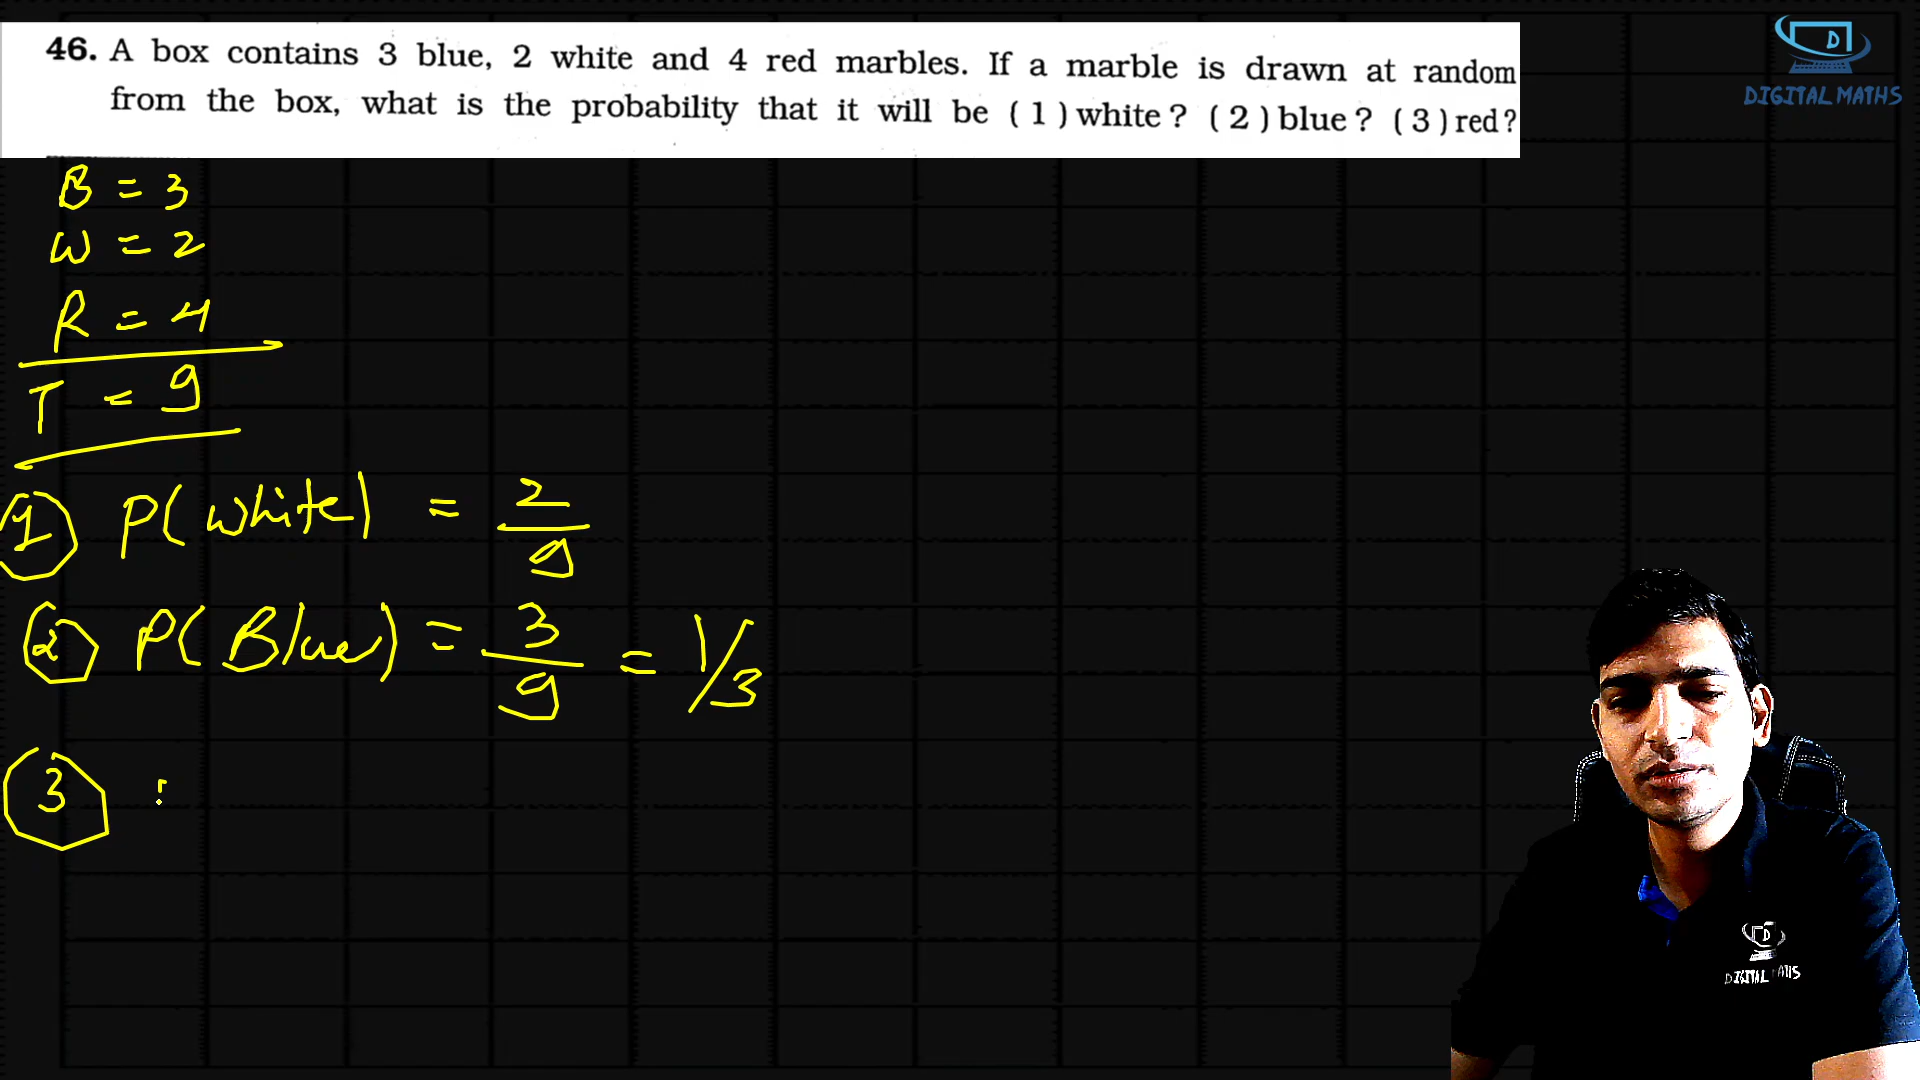 46. A box contains 3 blue, 2 white and 4 red marbles. If a marble is drawn at random
from the box, what is the probability that it will be (1) white? (2) blue? (3) red?
D
DIGITAL MATHS
B = 3
W = 2
R = 4
T = 9
1 P(White) = 2/9
2 P(Blue) = 3/9 = 1/3
3
D
DIGITAL MATHS